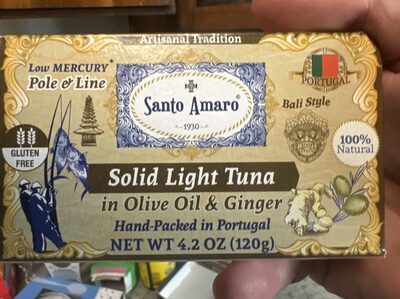 Artisanal Tradition
Low MERCURY*
Pole & Line
Santo Amaro®
1930
PORTUGAL
Bali Style
GLUTEN
FREE
100%
Natural
Solid Light Tuna
in Olive Oil & Ginger
Hand-Packed in Portugal
NET WT 4.2 OZ (120g)